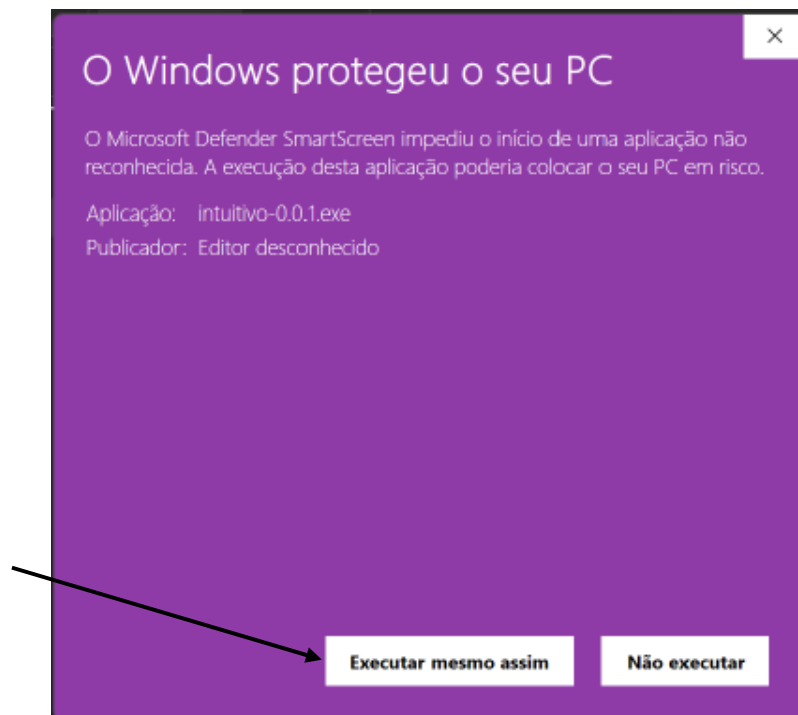 O Windows protegeu o seu PC
O Microsoft Defender SmartScreen impediu o início de uma aplicação não
reconhecida. A execução desta aplicação poderia colocar o seu PC em risco.
Aplicação: intuitivo-0.0.1.exe
Publicador: Editor desconhecido
Executar mesmo assim
Não executar